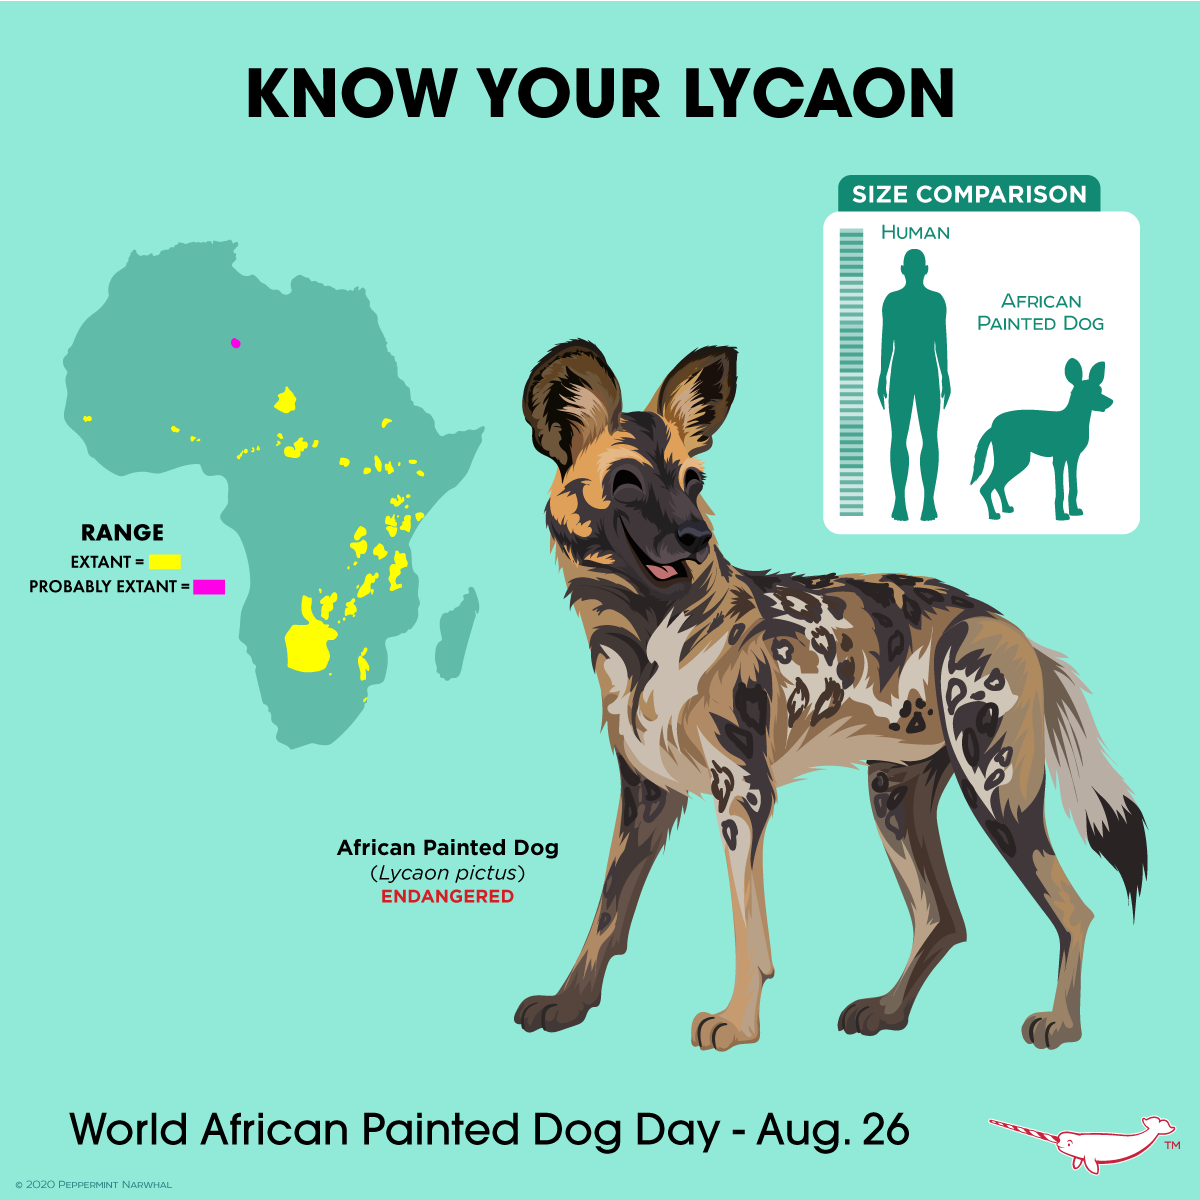 KNOW YOUR LYCAON
SIZE COMPARISON
HUMAN
AFRICAN
PAINTED DOG
RANGE
EXTANT =
PROBABLY EXTANT =
African Painted Dog
(Lycaon pictus)
ENDANGERED
World African Painted Dog Day - Aug. 26
TM
© 2020 PEPPERMINT NARWHAL